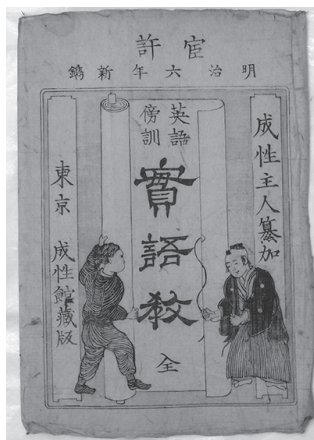 官許
明治六年新鐫
成性主人纂加
英語
傍訓
實語教
全
東京 成性館藏版